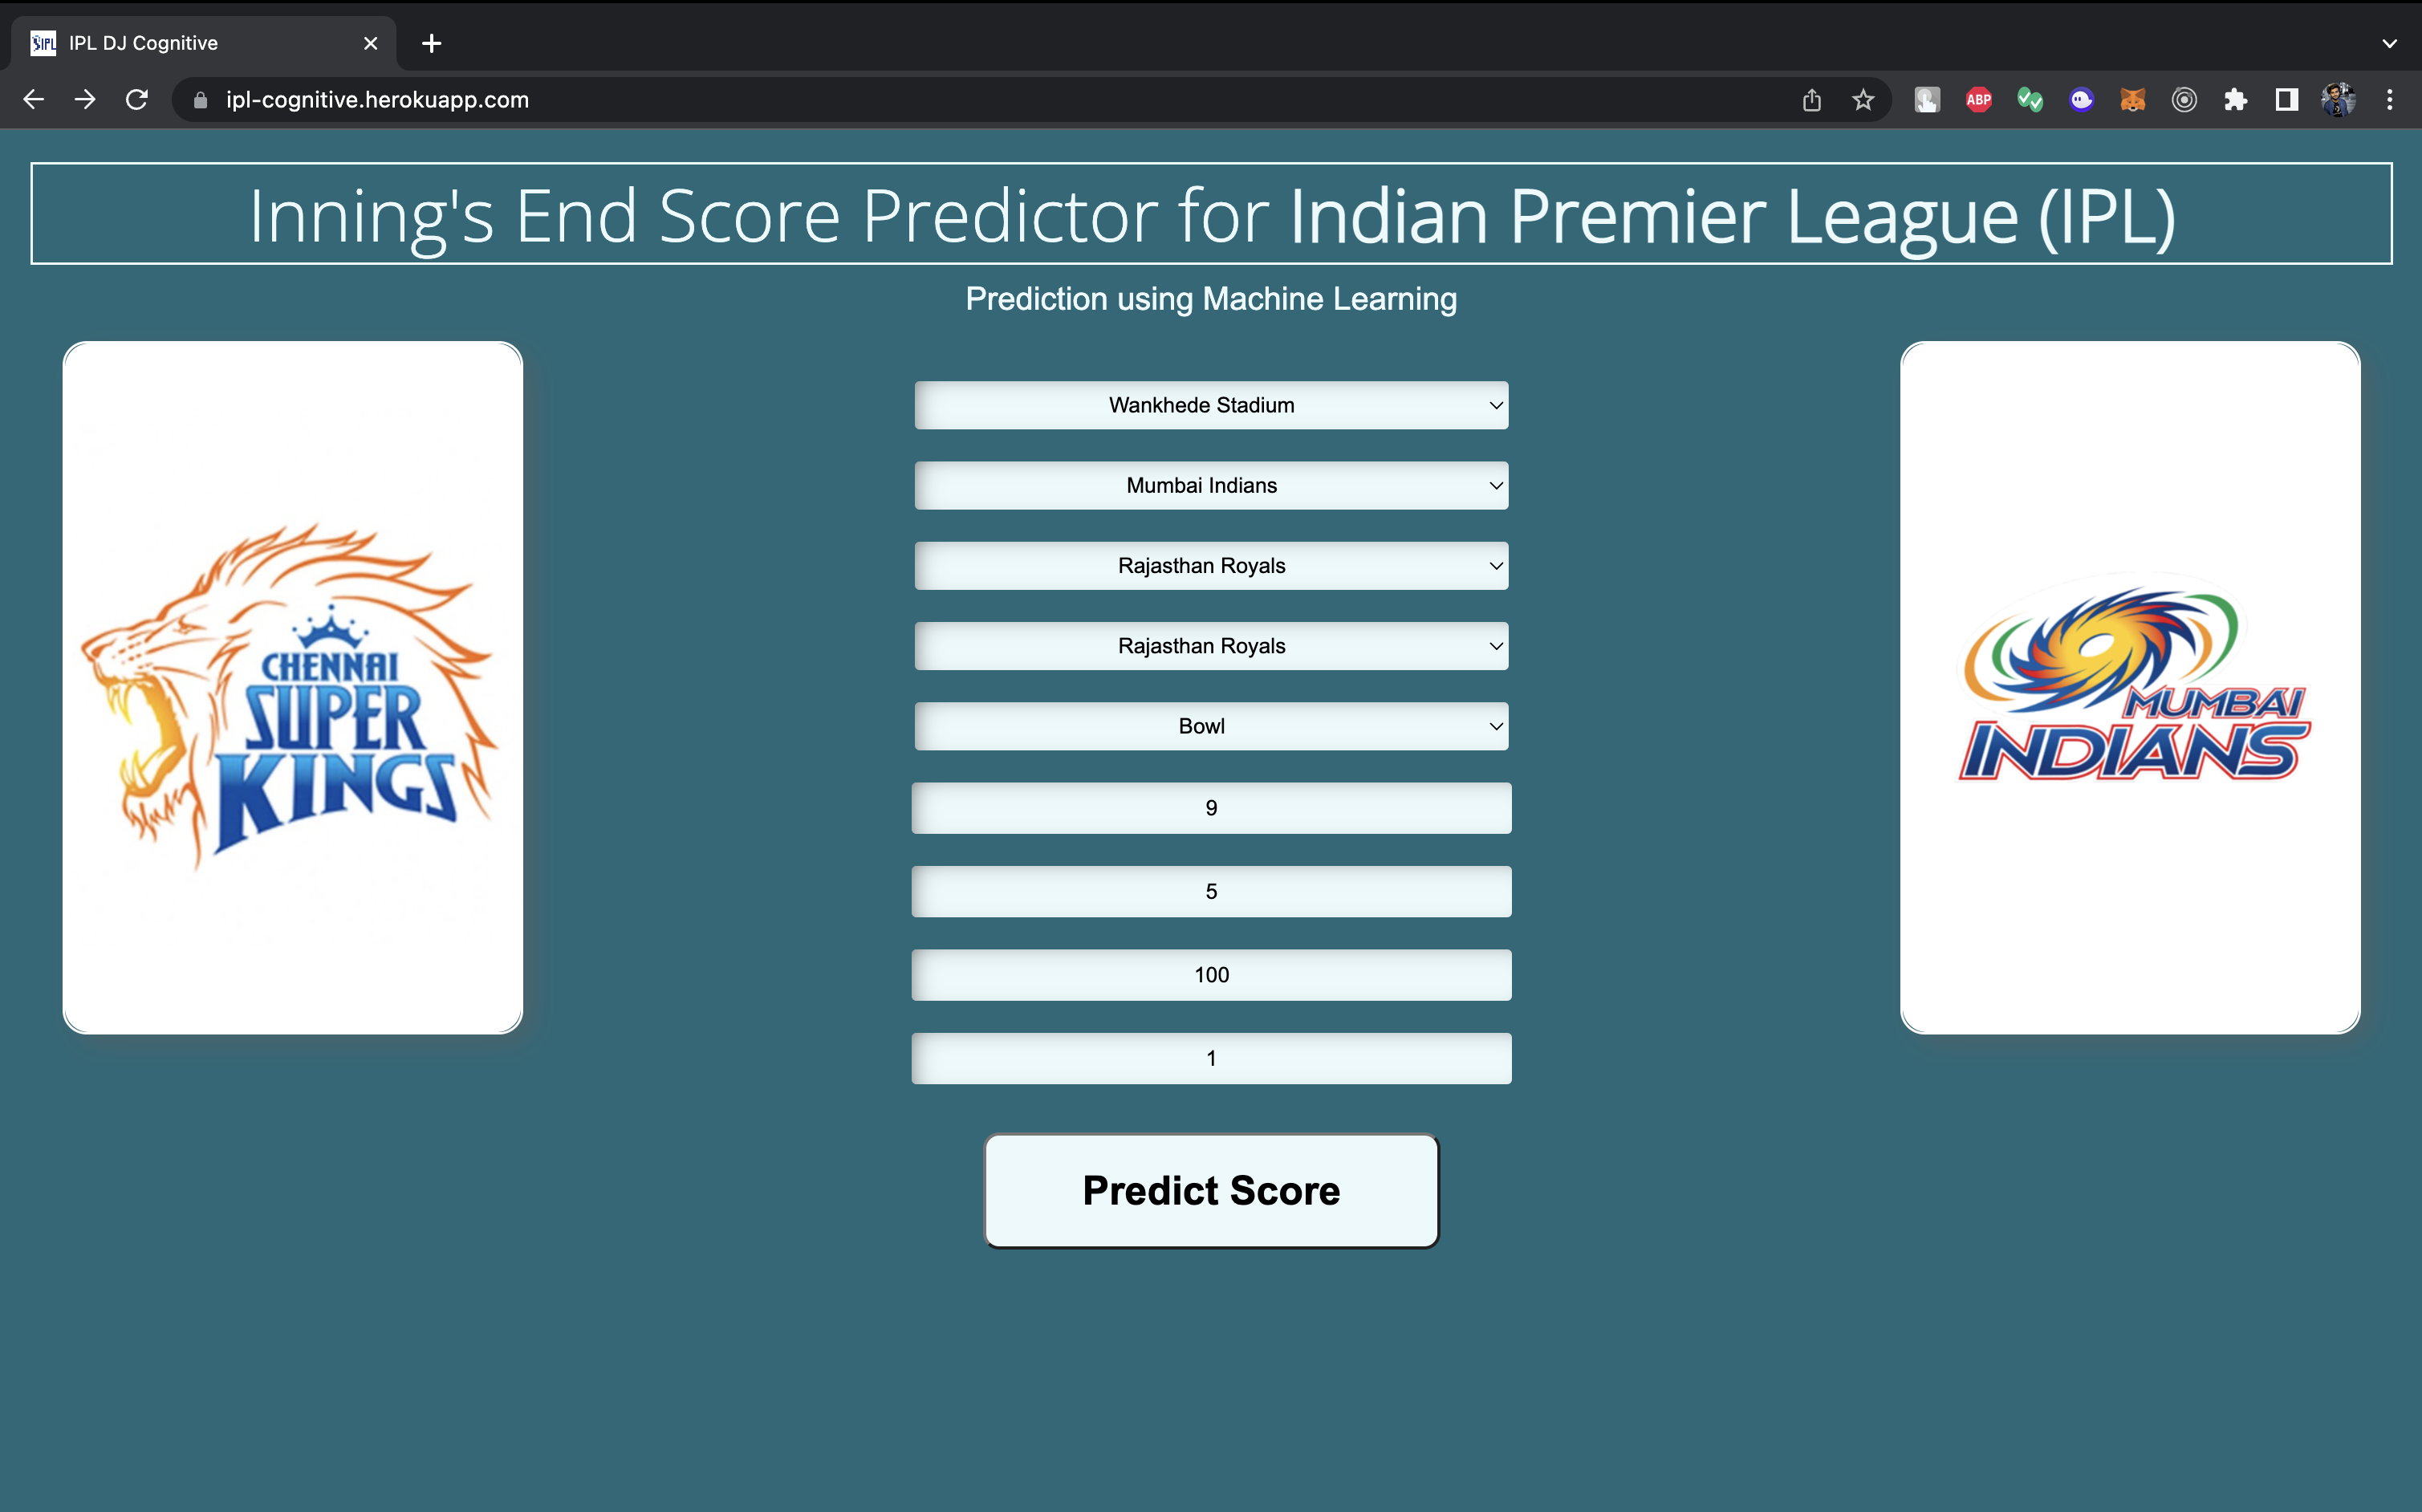 IPL
IPL DJ Cognitive
ipl-cognitive.herokuapp.com
ABP
Inning's End Score Predictor for Indian Premier League (IPL)
Prediction using Machine Learning
Wankhede Stadium
Mumbai Indians
Rajasthan Royals
Rajasthan Royals
Bowl
9
5
100
1
Predict Score
CHENNAI
SUPER
KINGS
MUMBAI
INDIANS